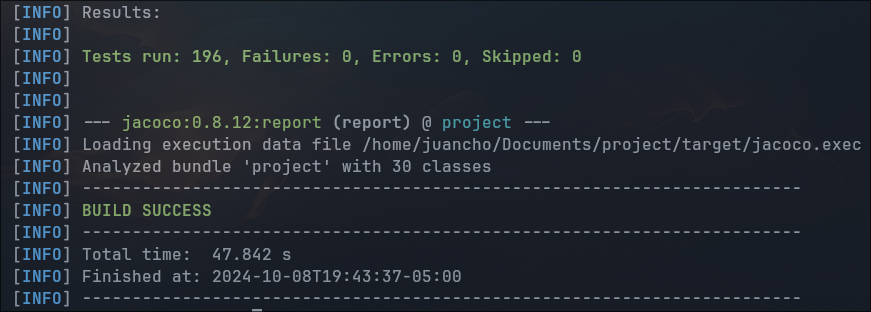 [INFO] Results:
[INFO]
[INFO] Tests run: 196, Failures: 0, Errors: 0, Skipped: 0
[INFO]
[INFO]
[INFO] --- jacoco:0.8.12:report (report) @ project ---
[INFO] Loading execution data file /home/juancho/Documents/project/target/jacoco.exec
[INFO] Analyzed bundle 'project' with 30 classes
[INFO] ------------------------------------------------------------------------
[INFO] BUILD SUCCESS
[INFO] ------------------------------------------------------------------------
[INFO] Total time:  47.842 s
[INFO] Finished at: 2024-10-08T19:43:37-05:00
[INFO] ------------------------------------------------------------------------